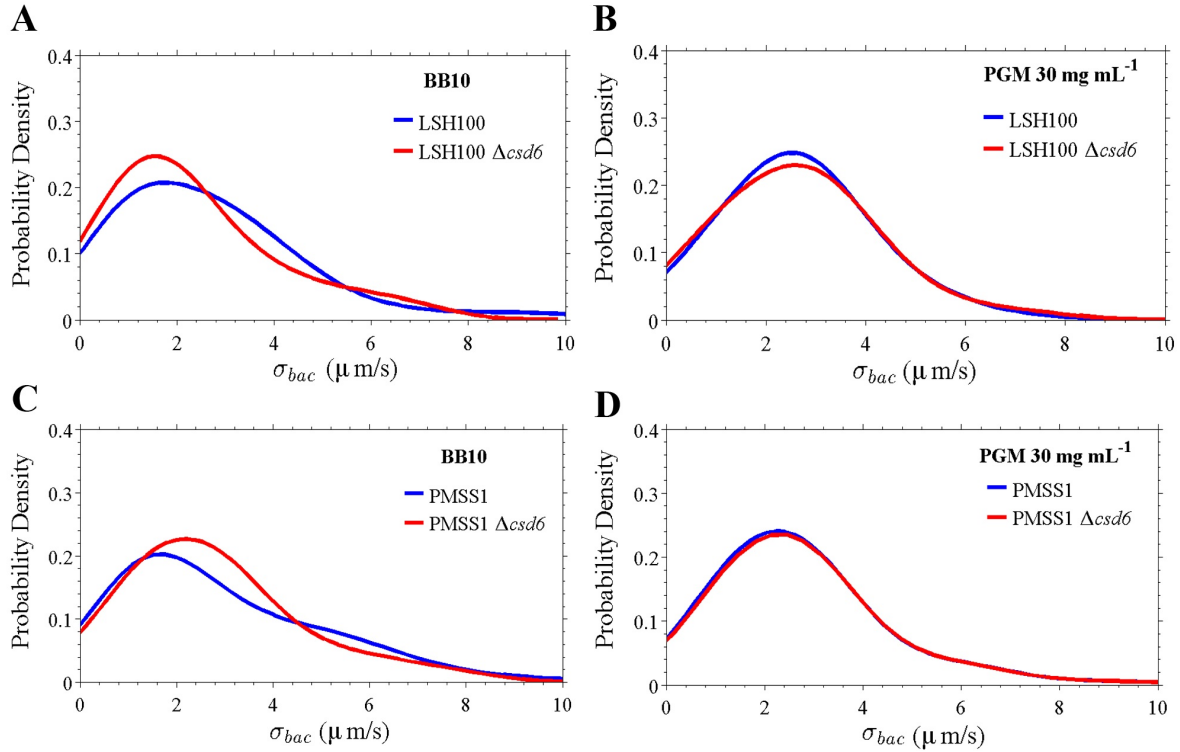 A
BB10
LSH100
LSH100 Δcsd6
Probability Density
0.4
0.3
0.2
0.1
0
0 2 4 6 8 10
σbac (μ m/s)
B
PGM 30 mg mL-1
LSH100
LSH100 Δcsd6
Probability Density
0.4
0.3
0.2
0.1
0
0 2 4 6 8 10
σbac (μ m/s)
C
BB10
PMSS1
PMSS1 Δcsd6
Probability Density
0.4
0.3
0.2
0.1
0
0 2 4 6 8 10
σbac (μ m/s)
D
PGM 30 mg mL-1
PMSS1
PMSS1 Δcsd6
Probability Density
0.4
0.3
0.2
0.1
0
0 2 4 6 8 10
σbac (μ m/s)